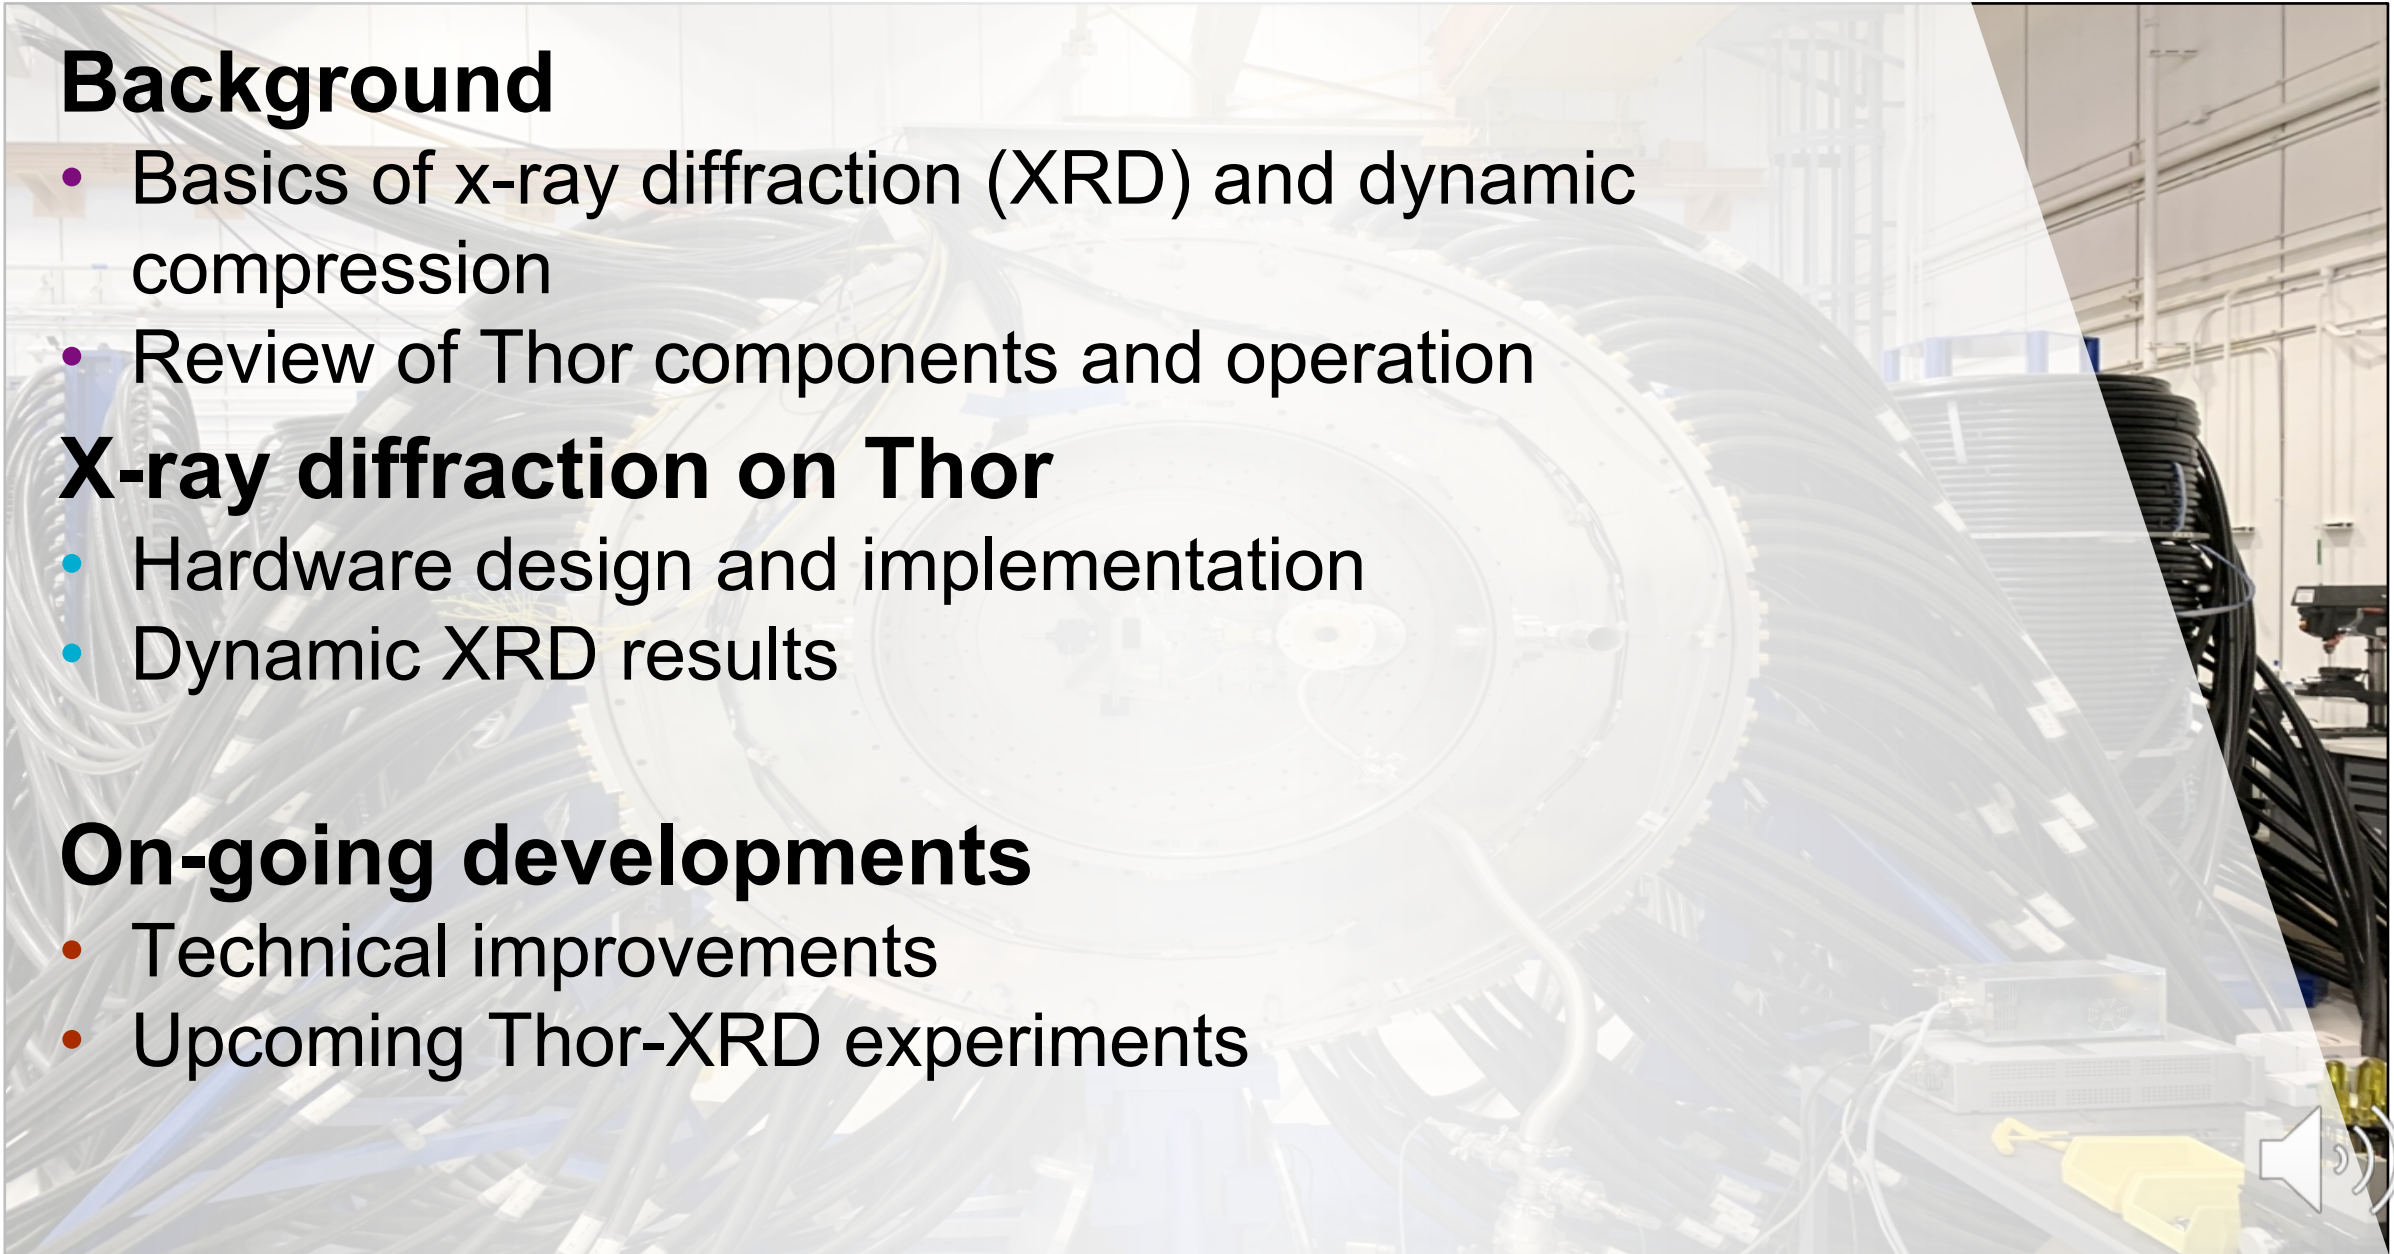 Background
• Basics of x-ray diffraction (XRD) and dynamic
compression
• Review of Thor components and operation
X-ray diffraction on Thor
• Hardware design and implementation
• Dynamic XRD results
On-going developments
• Technical improvements
• Upcoming Thor-XRD experiments